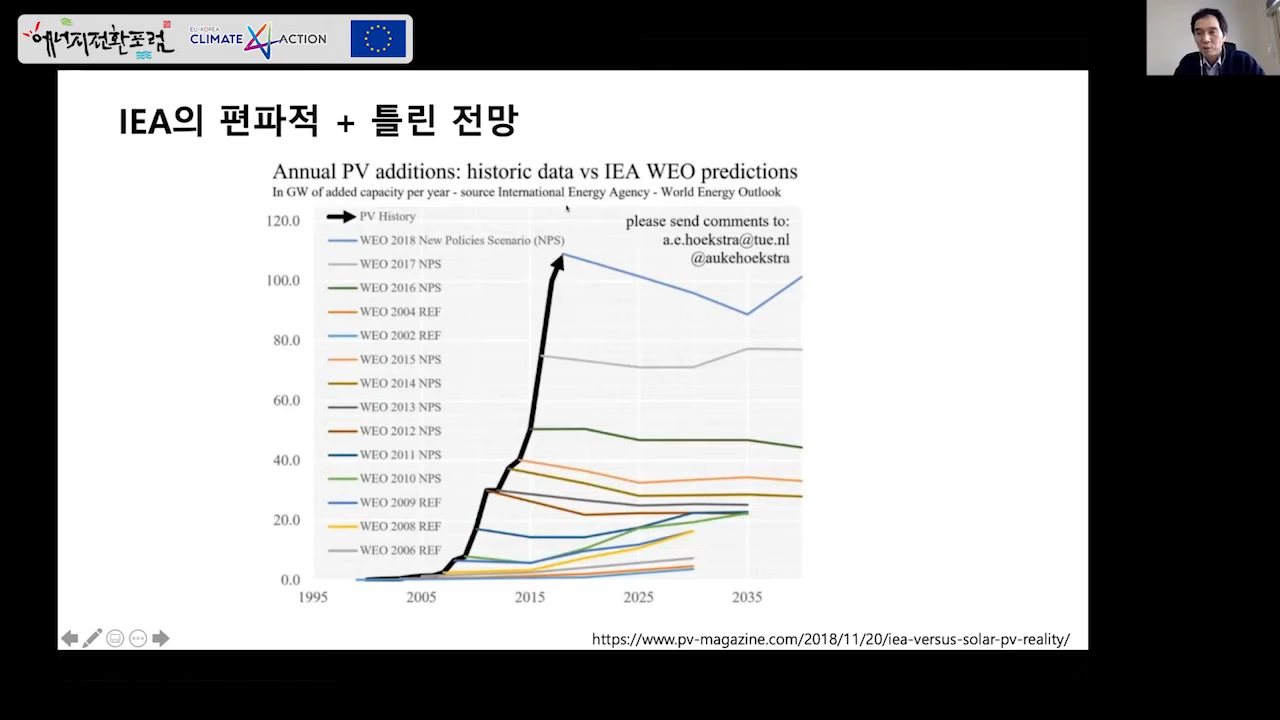 에너지전환포럼
EU-KOREA
CLIMATE ACTION
IEA의 편파적 + 틀린 전망
Annual PV additions: historic data vs IEA WEO predictions
In GW of added capacity per year - source International Energy Agency - World Energy Outlook
please send comments to:
a.e.hoekstra@tue.nl
@aukehoekstra
PV History
WEO 2018 New Policies Scenario (NPS)
WEO 2017 NPS
WEO 2016 NPS
WEO 2004 REF
WEO 2002 REF
WEO 2015 NPS
WEO 2014 NPS
WEO 2013 NPS
WEO 2012 NPS
WEO 2011 NPS
WEO 2010 NPS
WEO 2009 REF
WEO 2008 REF
WEO 2006 REF
120.0
100.0
80.0
60.0
40.0
20.0
0.0
1995
2005
2015
2025
2035
https://www.pv-magazine.com/2018/11/20/iea-versus-solar-pv-reality/